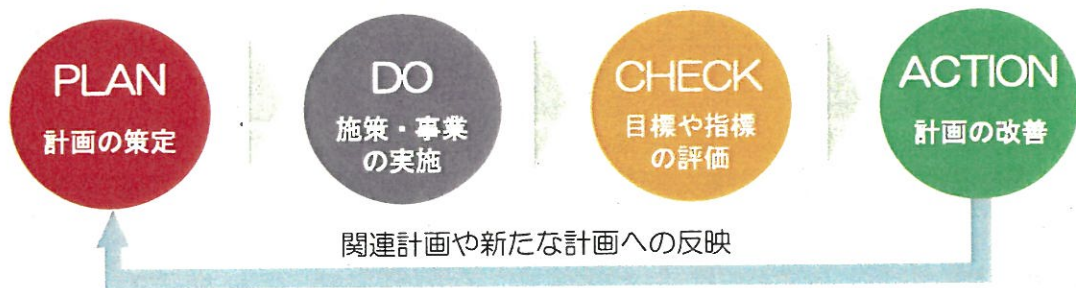 PLAN
計画の策定
DO
施策・事業
の実施
CHECK
目標や指標
の評価
ACTION
計画の改善
関連計画や新たな計画への反映